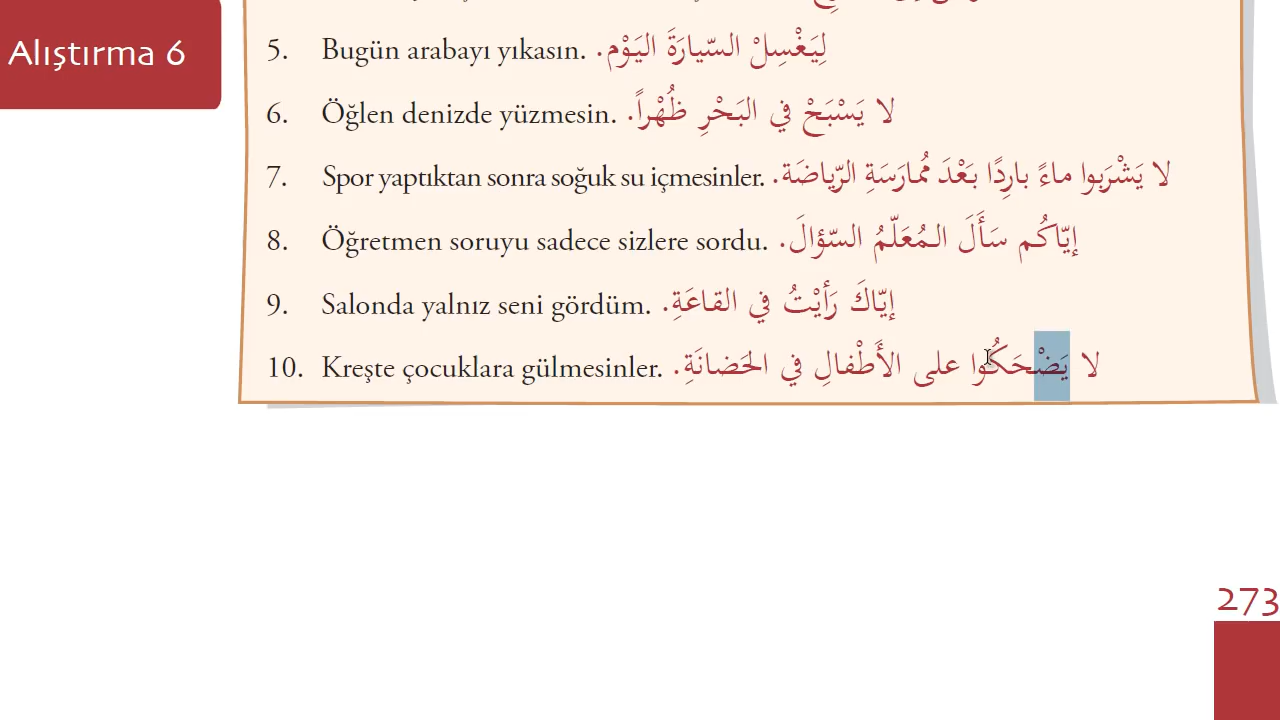 Alıştırma 6
5. Bugün arabayı yıkasın. لِيَغْسِلْ السّيارَةَ اليَوْم.
6. Öğlen denizde yüzmesin. لا يَسْبَحْ في البَحْرِ ظُهْراً.
7. Spor yaptıktan sonra soğuk su içmesinler. لا يَشْرَبوا ماءً بارِدًا بَعْدَ مُمارَسَةِ الرّياضَة.
8. Öğretmen soruyu sadece sizlere sordu. إيّاكُم سَأَلَ المُعَلّمُ السّؤالَ.
9. Salonda yalnız seni gördüm. إيّاكَ رَأيْتُ في القاعَةِ.
10. Kreşte çocuklara gülmesinler. لا يَضْحَكُوا على الأَطْفالِ في الحَضانَةِ.
273